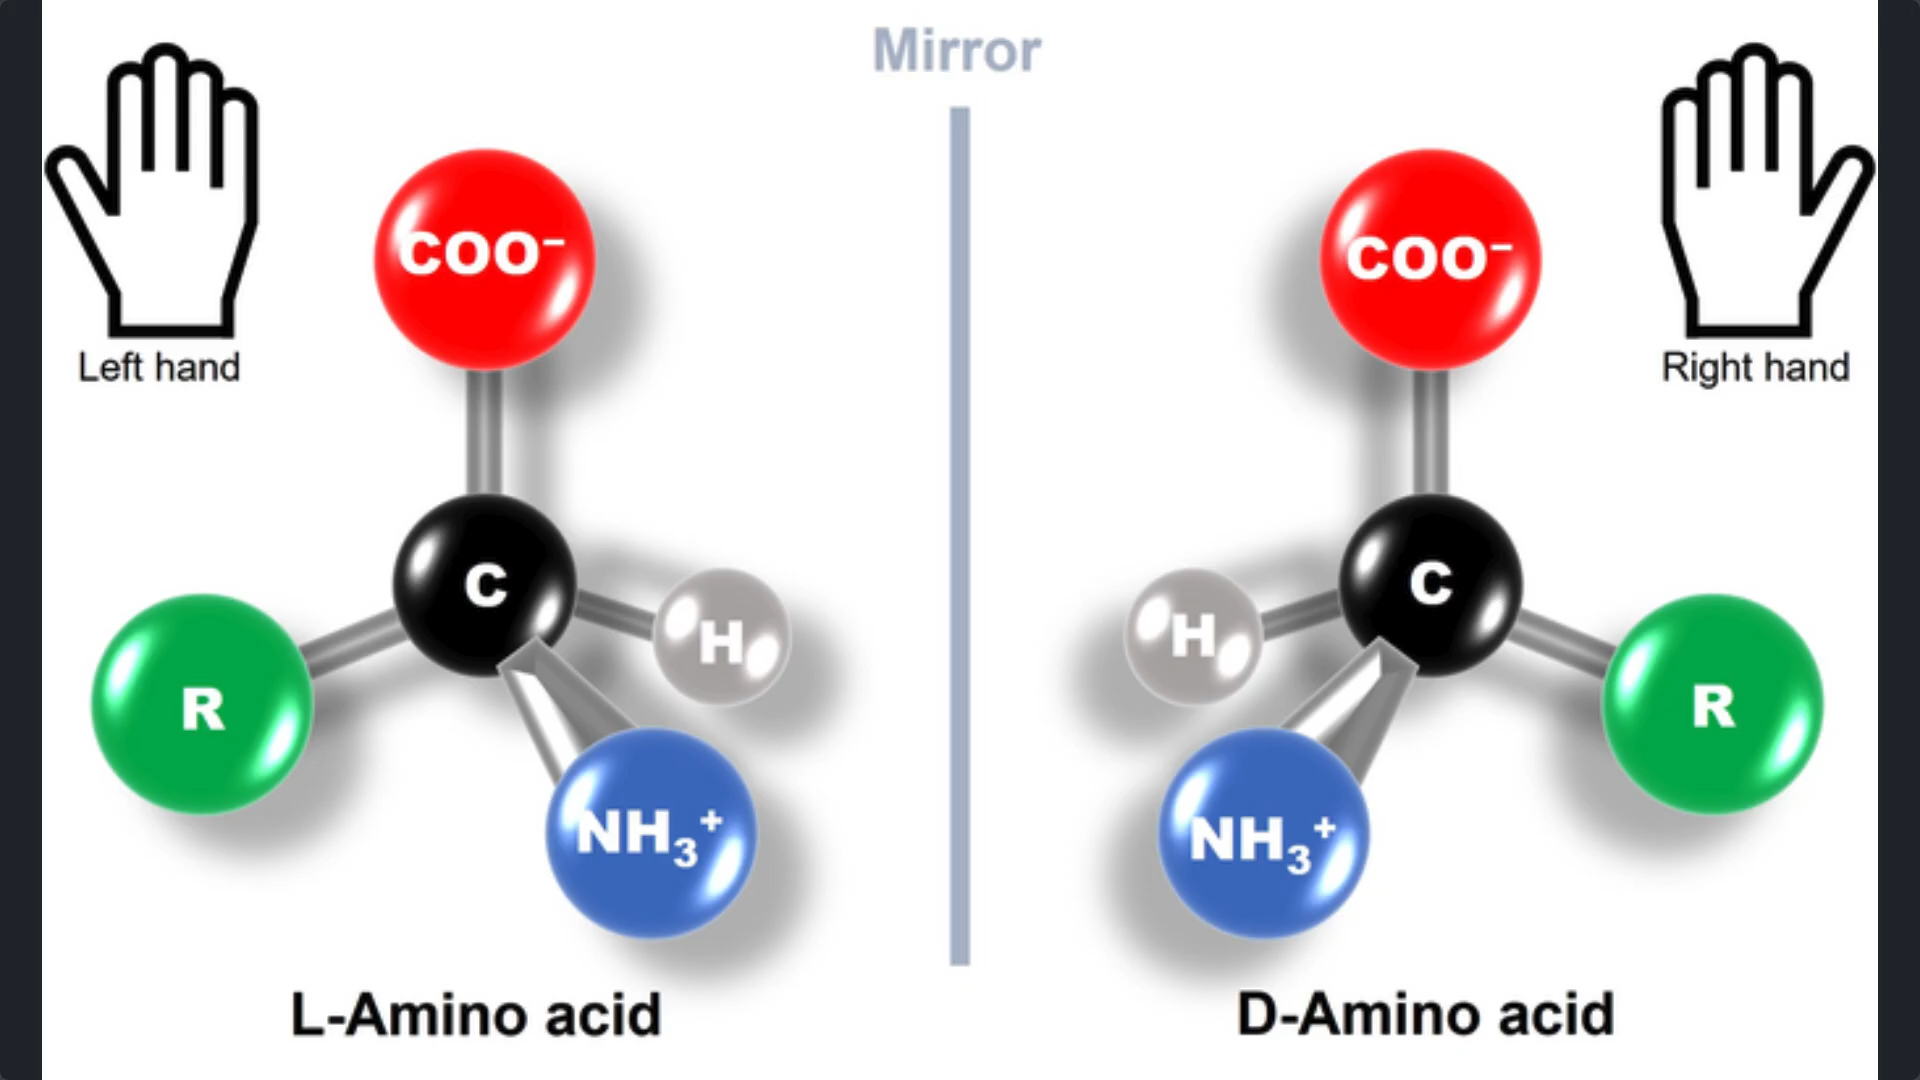 Mirror
COO⁻
COO⁻
Left hand
Right hand
C
C
H
H
R
R
NH₃⁺
NH₃⁺
L-Amino acid
D-Amino acid